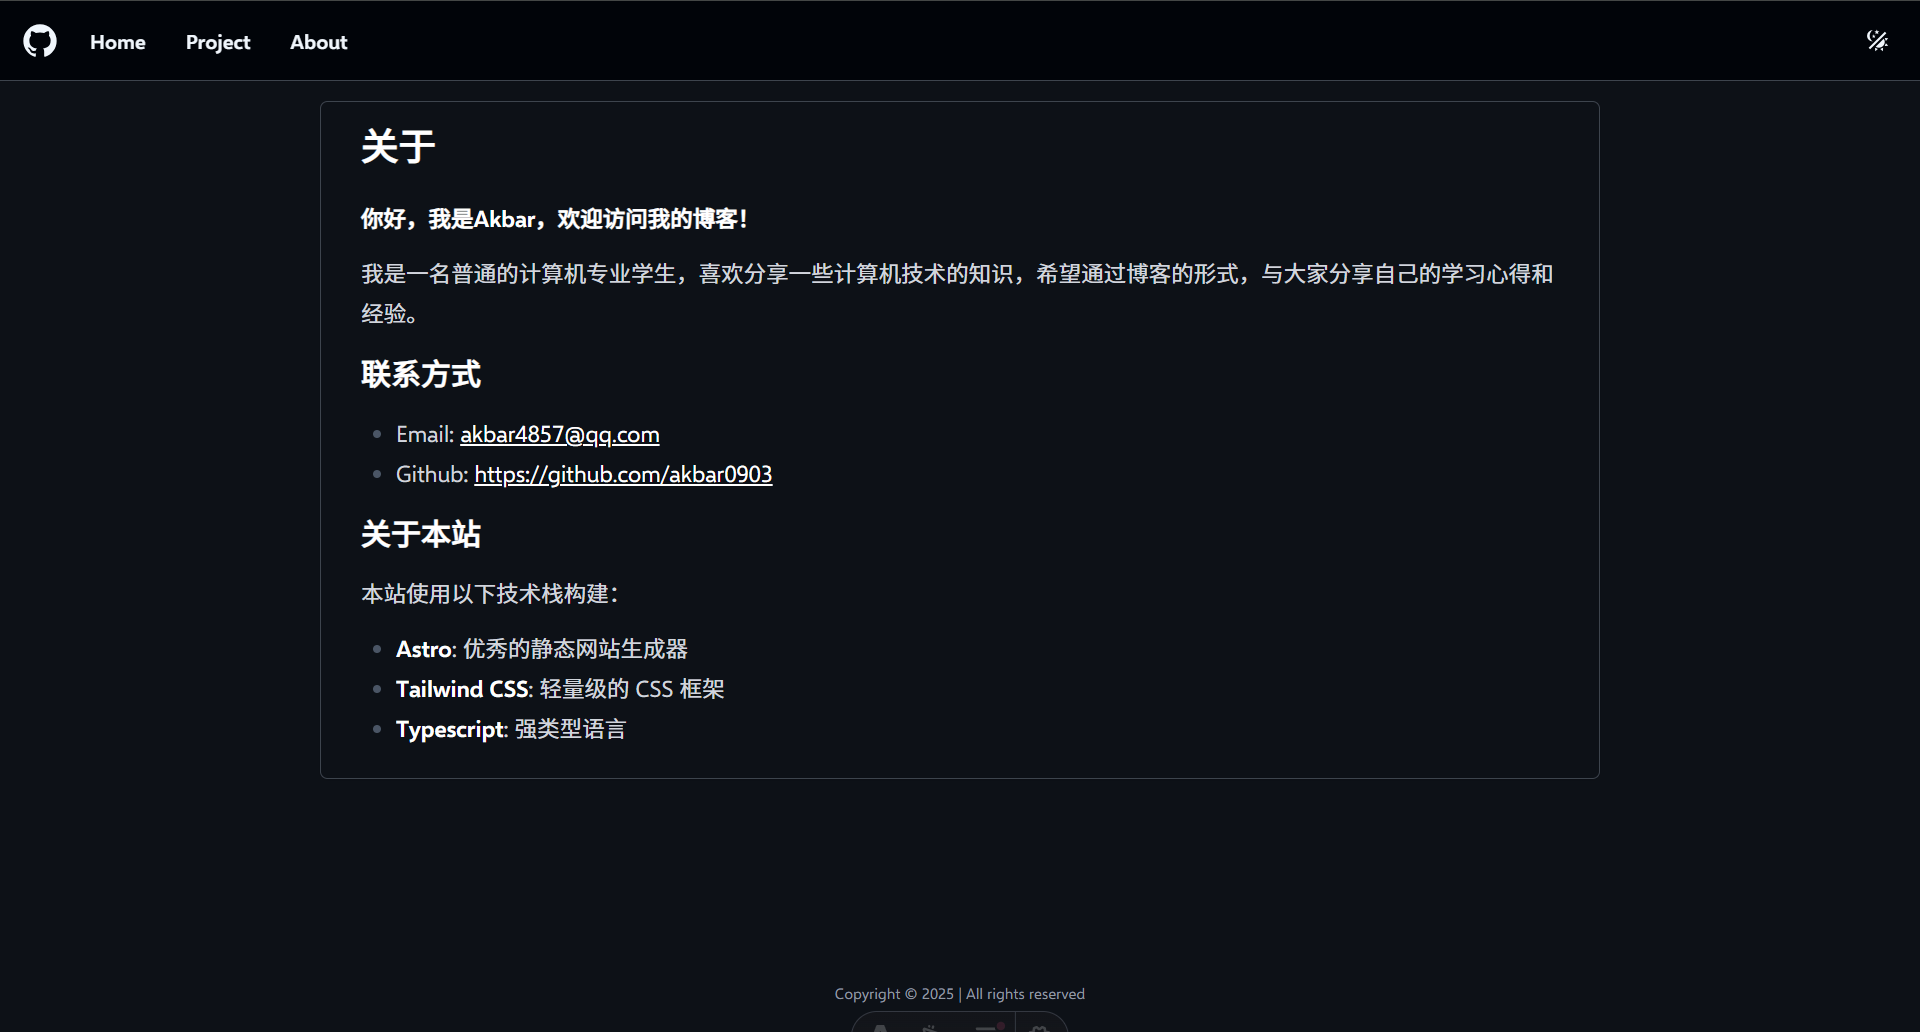 Home Project About
关于
你好，我是Akbar，欢迎访问我的博客！
我是一名普通的计算机专业学生，喜欢分享一些计算机技术的知识，希望通过博客的形式，与大家分享自己的学习心得和
经验。
联系方式
Email: akbar4857@qq.com
Github: https://github.com/akbar0903
关于本站
本站使用以下技术栈构建：
Astro: 优秀的静态网站生成器
Tailwind CSS: 轻量级的 CSS 框架
Typescript: 强类型语言
Copyright © 2025 | All rights reserved